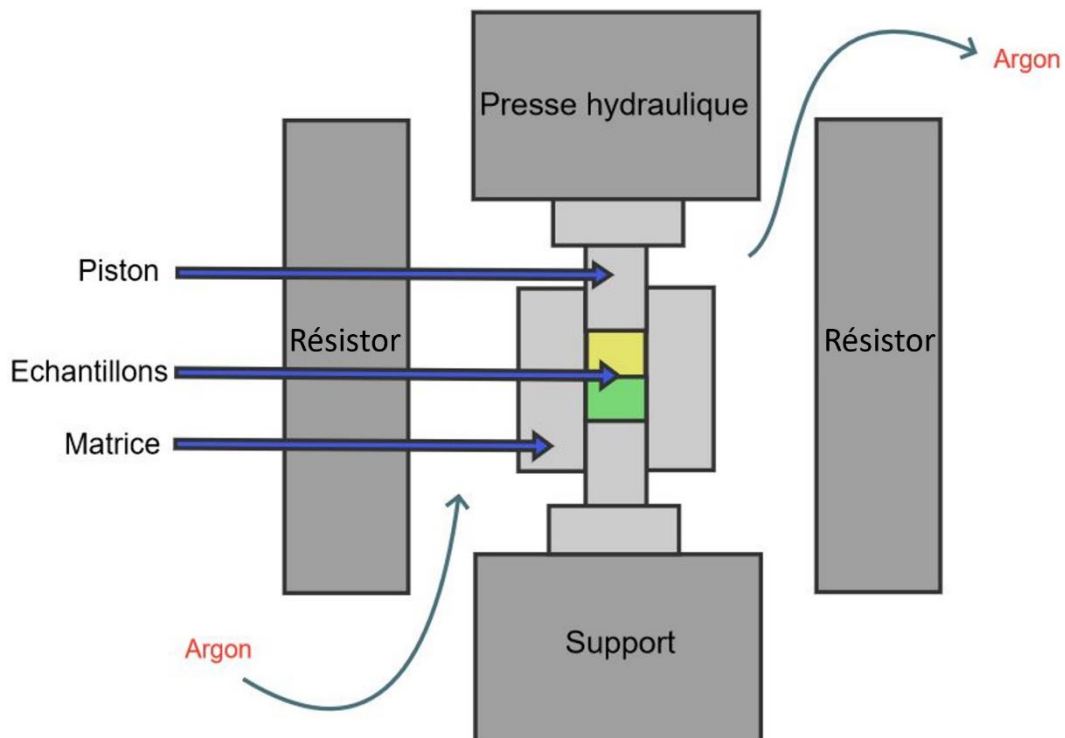 Argon
Presse hydraulique
Piston
Résistor
Résistor
Echantillons
Matrice
Argon
Support